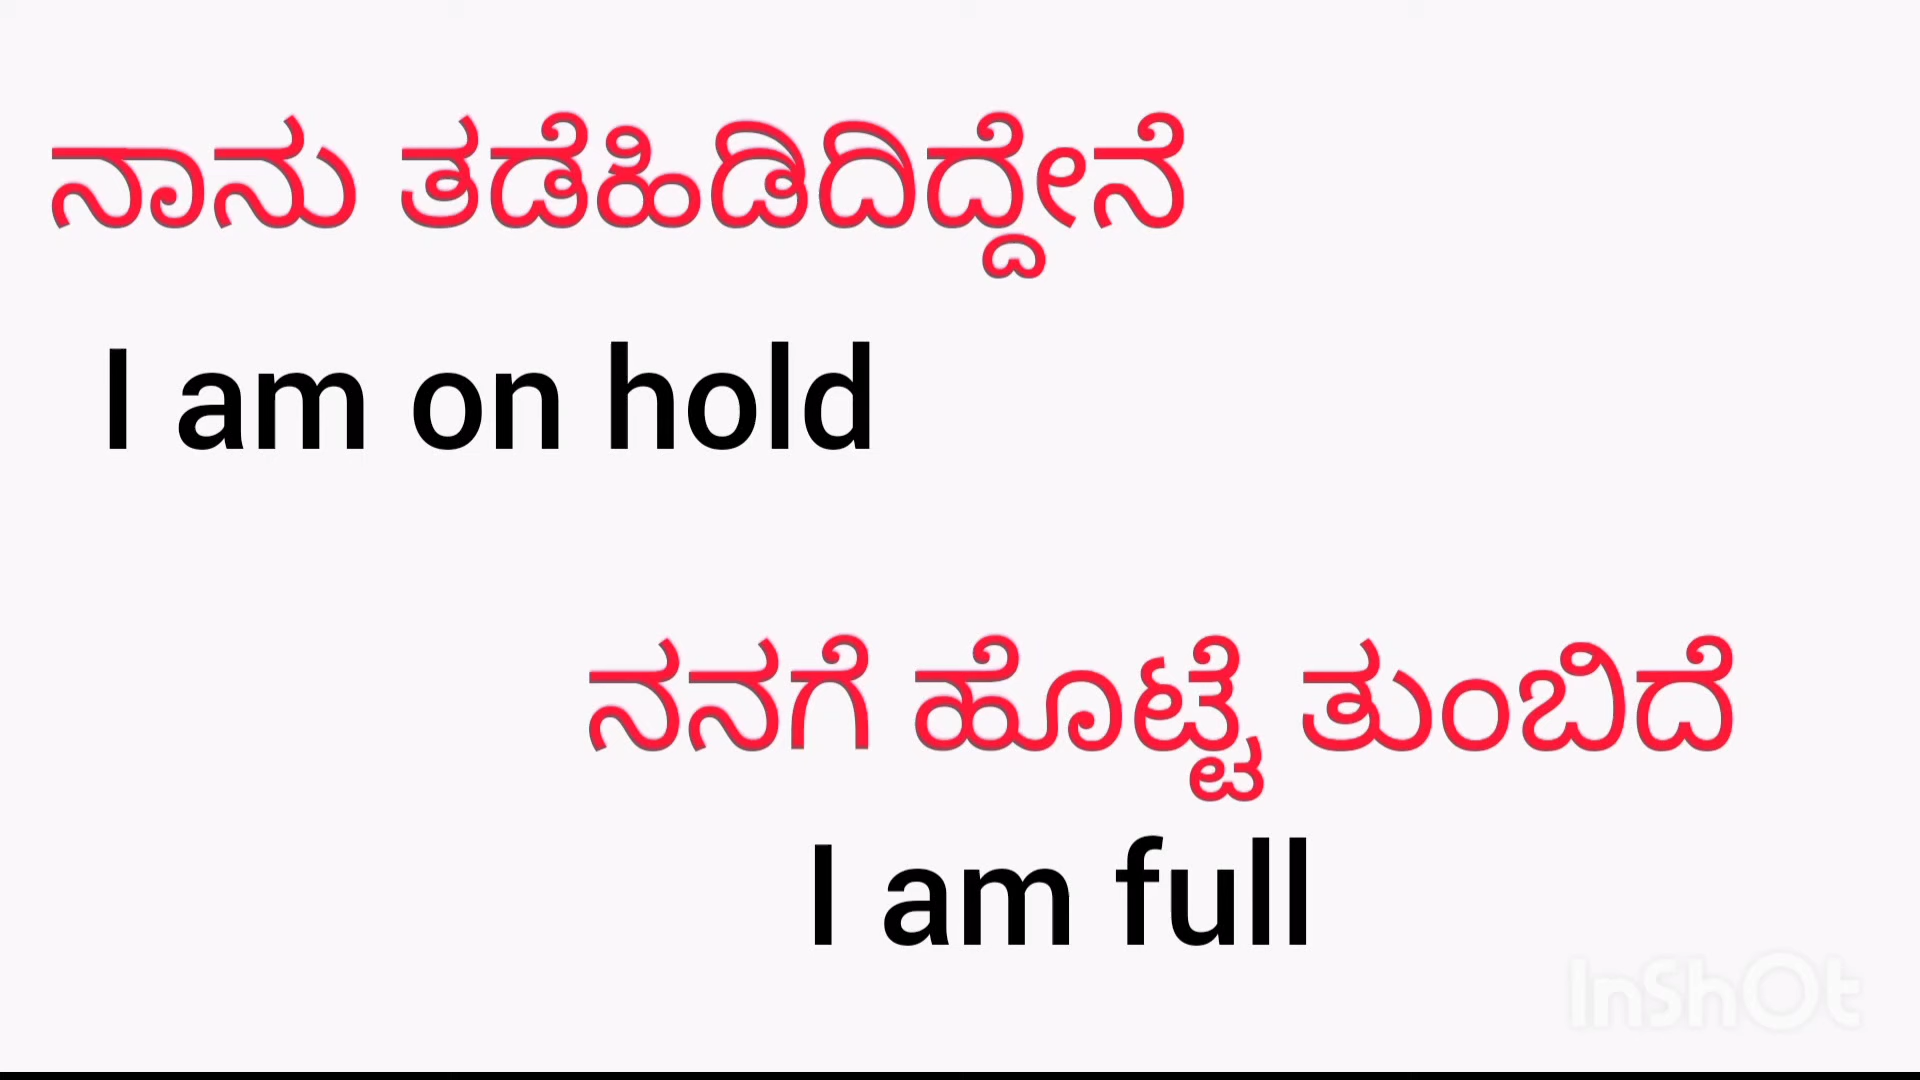 ನಾನು ತಡೆಹಿಡಿದಿದ್ದೇನೆ
I am on hold
ನನಗೆ ಹೊಟ್ಟೆ ತುಂಬಿದೆ
I am full
InShOt